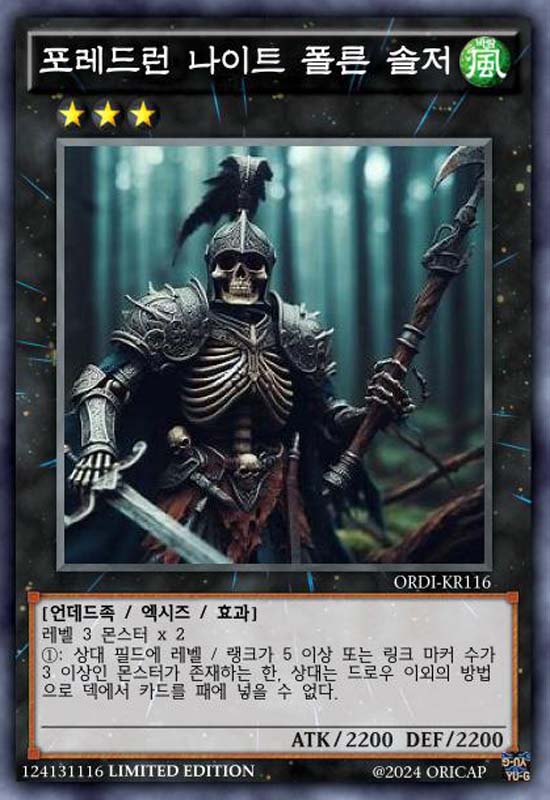 포레드런 나이트 폴른 솔저
바람
風
ORDI-KR116
[언데드족 / 엑시즈 / 효과]
레벨 3 몬스터 x 2
①: 상대 필드에 레벨 / 랭크가 5 이상 또는 링크 마커 수가
3 이상인 몬스터가 존재하는 한, 상대는 드로우 이외의 방법
으로 덱에서 카드를 패에 넣을 수 없다.
ATK/2200 DEF/2200
124131116 LIMITED EDITION
@2024 ORICAP
YU-G